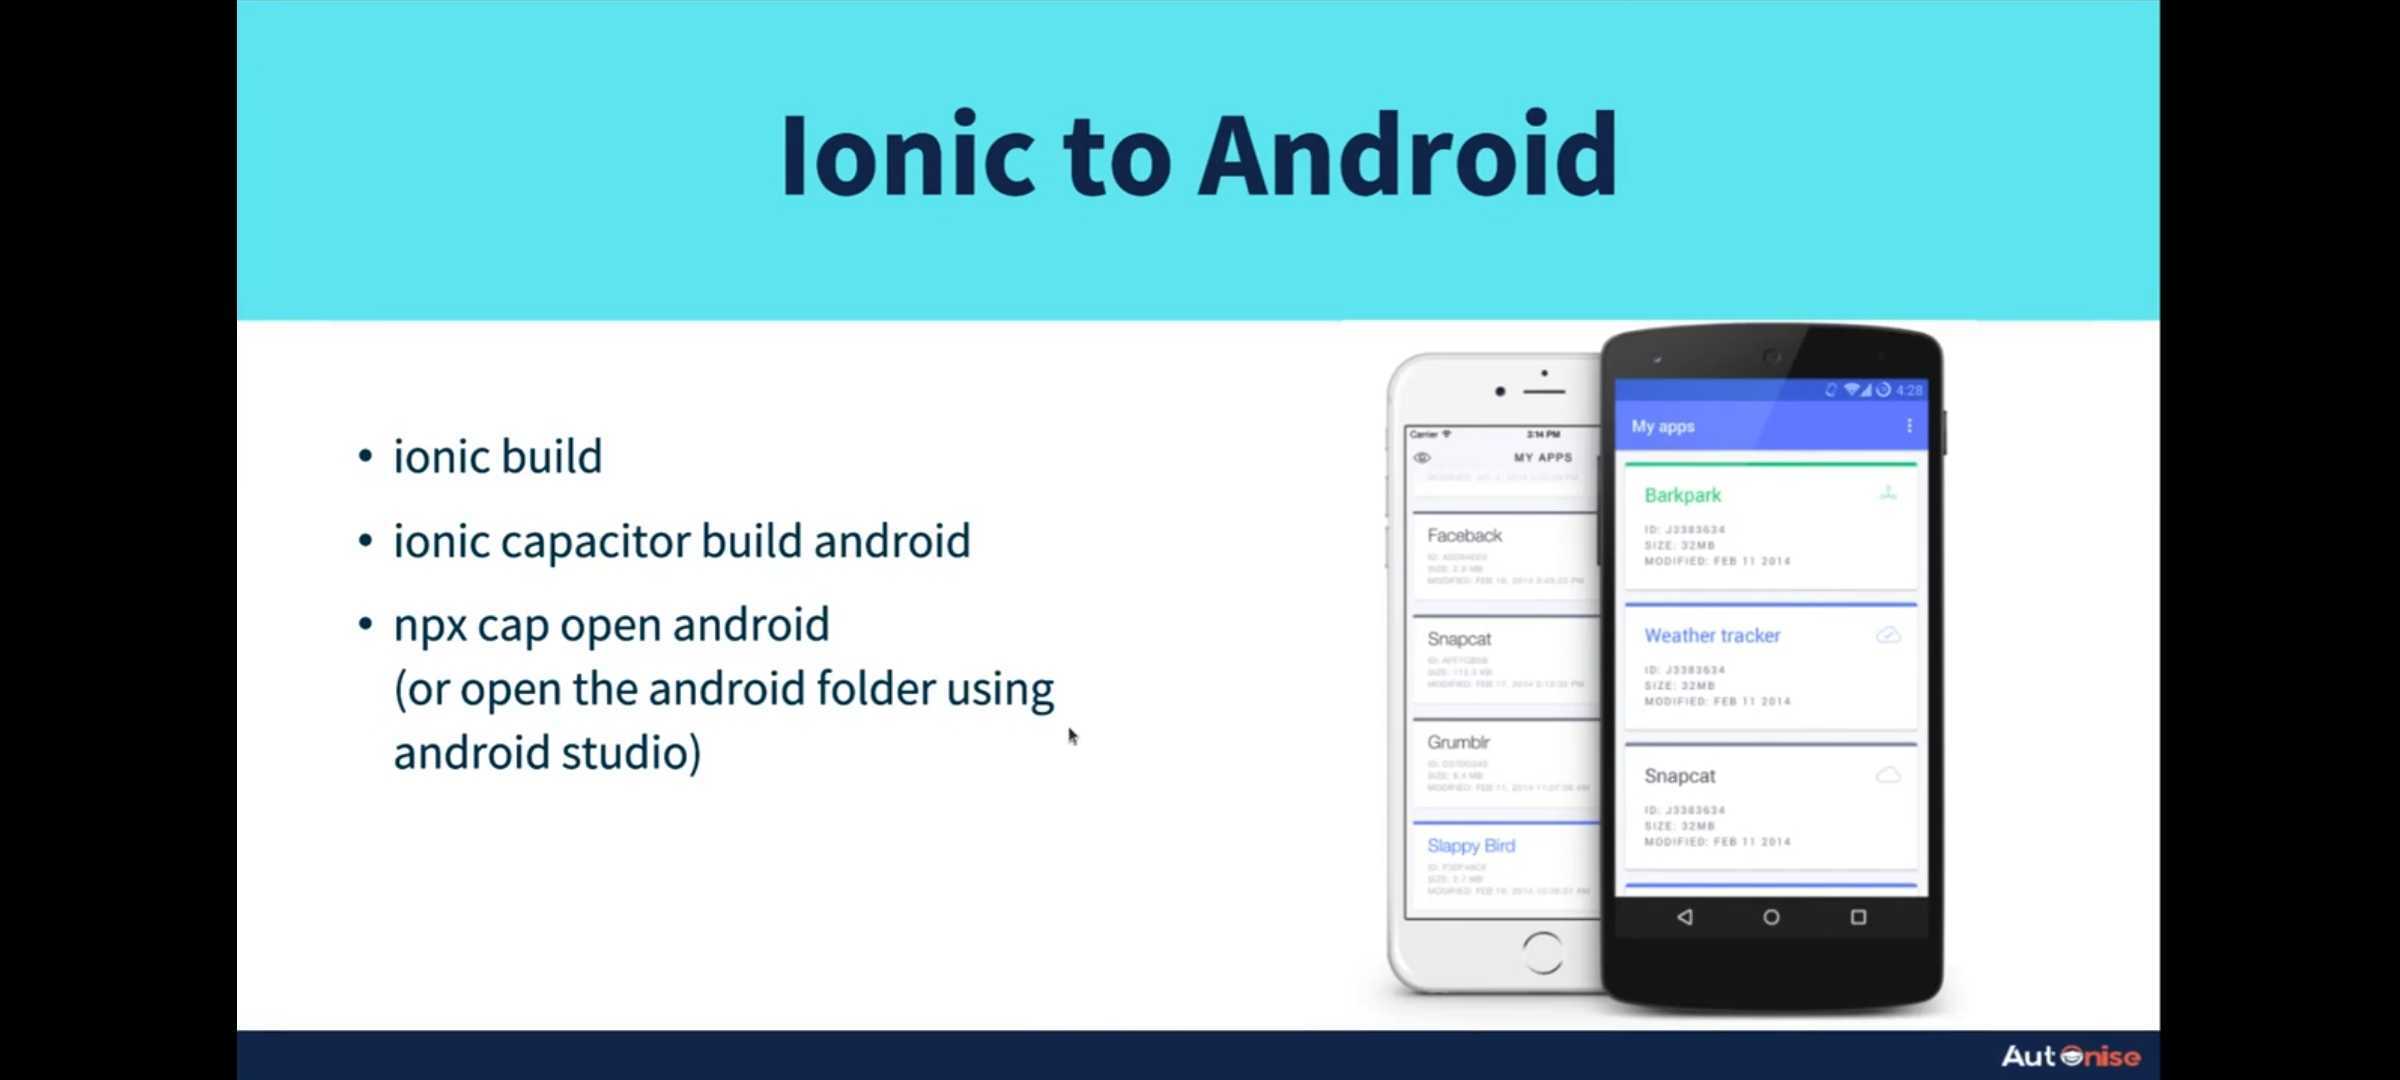 Ionic to Android
• ionic build
• ionic capacitor build android
• npx cap open android
(or open the android folder using
android studio)
Carrier
3:14 PM
MY APPS
Faceback
Snapcat
Grumblr
Slappy Bird
4:28
My apps
Barkpark
ID: J3383634
SIZE: 32MB
MODIFIED: FEB 11 2014
Weather tracker
ID: J3383634
SIZE: 32MB
MODIFIED: FEB 11 2014
Snapcat
ID: J3383634
SIZE: 32MB
MODIFIED: FEB 11 2014
Autonise